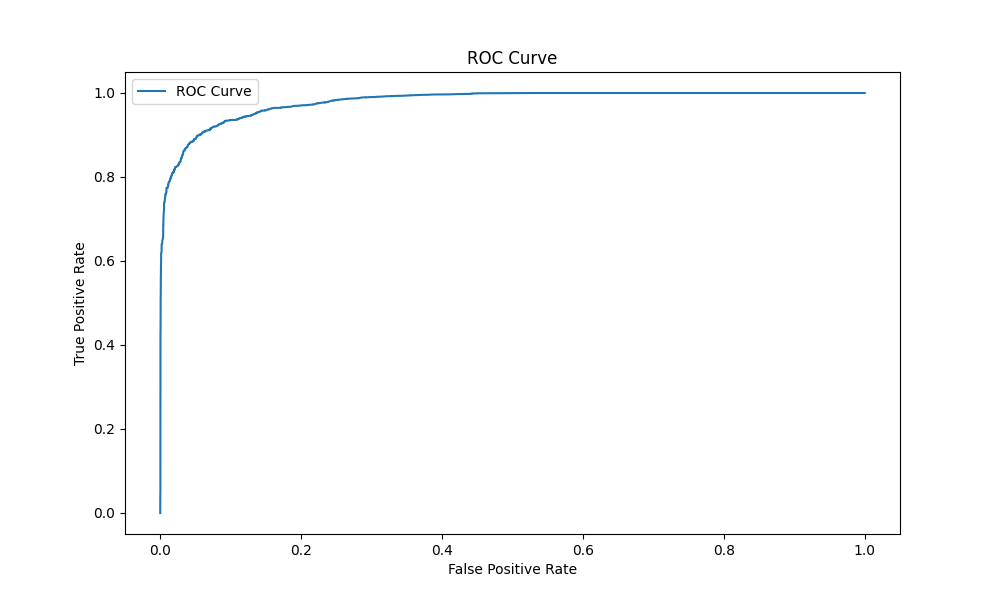 ROC Curve
ROC Curve
1.0
0.8
0.6
0.4
0.2
0.0
True Positive Rate
0.0 0.2 0.4 0.6 0.8 1.0
False Positive Rate